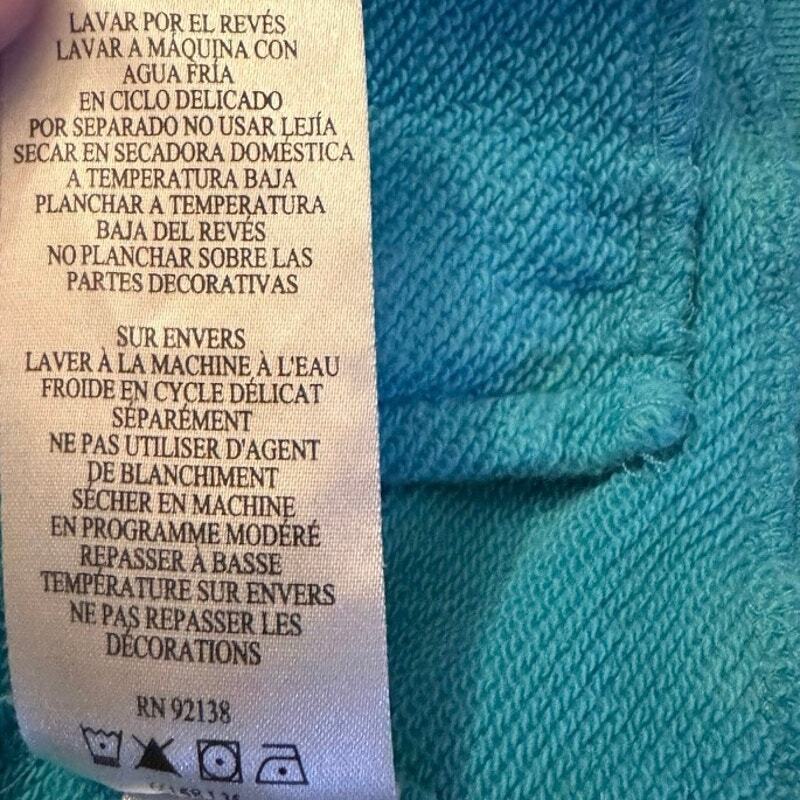 LAVAR POR EL REVÉS
LAVAR A MÁQUINA CON
AGUA FRÍA
EN CICLO DELICADO
POR SEPARADO NO USAR LEJÍA
SECAR EN SECADORA DOMÉSTICA
A TEMPERATURA BAJA
PLANCHAR A TEMPERATURA
BAJA DEL REVÉS
NO PLANCHAR SOBRE LAS
PARTES DECORATIVAS
SUR ENVERS
LAVER À LA MACHINE À L'EAU
FROIDE EN CYCLE DÉLICAT
SÉPARÉMENT
NE PAS UTILISER D'AGENT
DE BLANCHIMENT
SÉCHER EN MACHINE
EN PROGRAMME MODÉRÉ
REPASSER À BASSE
TEMPÉRATURE SUR ENVERS
NE PAS REPASSER LES
DÉCORATIONS
RN 92138